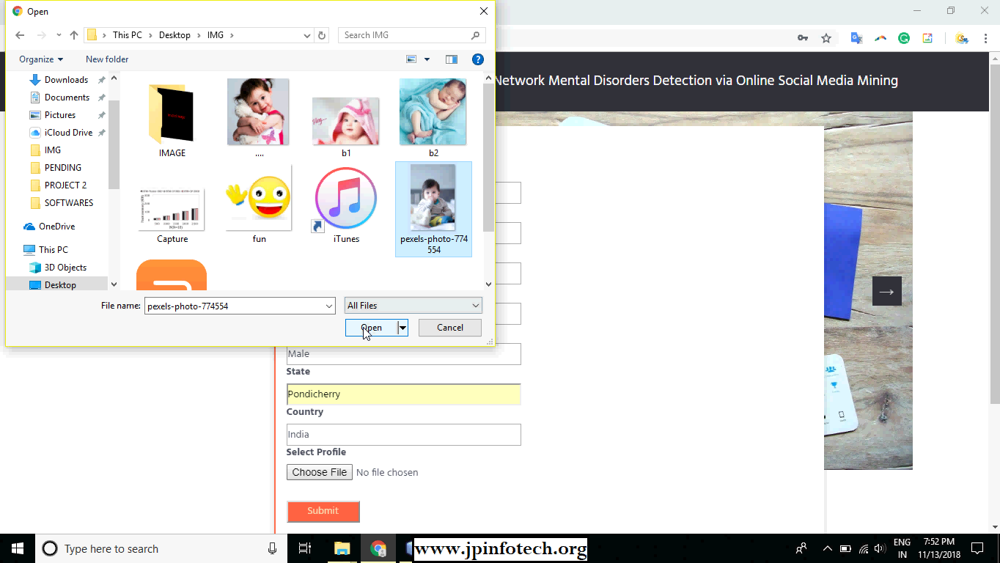 Open
This PC > Desktop > IMG >
Search IMG
Organize
New folder
Downloads
Documents
Pictures
iCloud Drive
IMG
PENDING
PROJECT 2
SOFTWARES
OneDrive
This PC
3D Objects
Desktop
IMAGE
....
b1
b2
Capture
fun
iTunes
pexels-photo-774
554
File name:
pexels-photo-774554
All Files
Open
Cancel
Network Mental Disorders Detection via Online Social Media Mining
→
Male
State
Pondicherry
Country
India
Select Profile
Choose File No file chosen
Submit
Type here to search
www.jpinfotech.org
ENG
IN
7:52 PM
11/13/2018